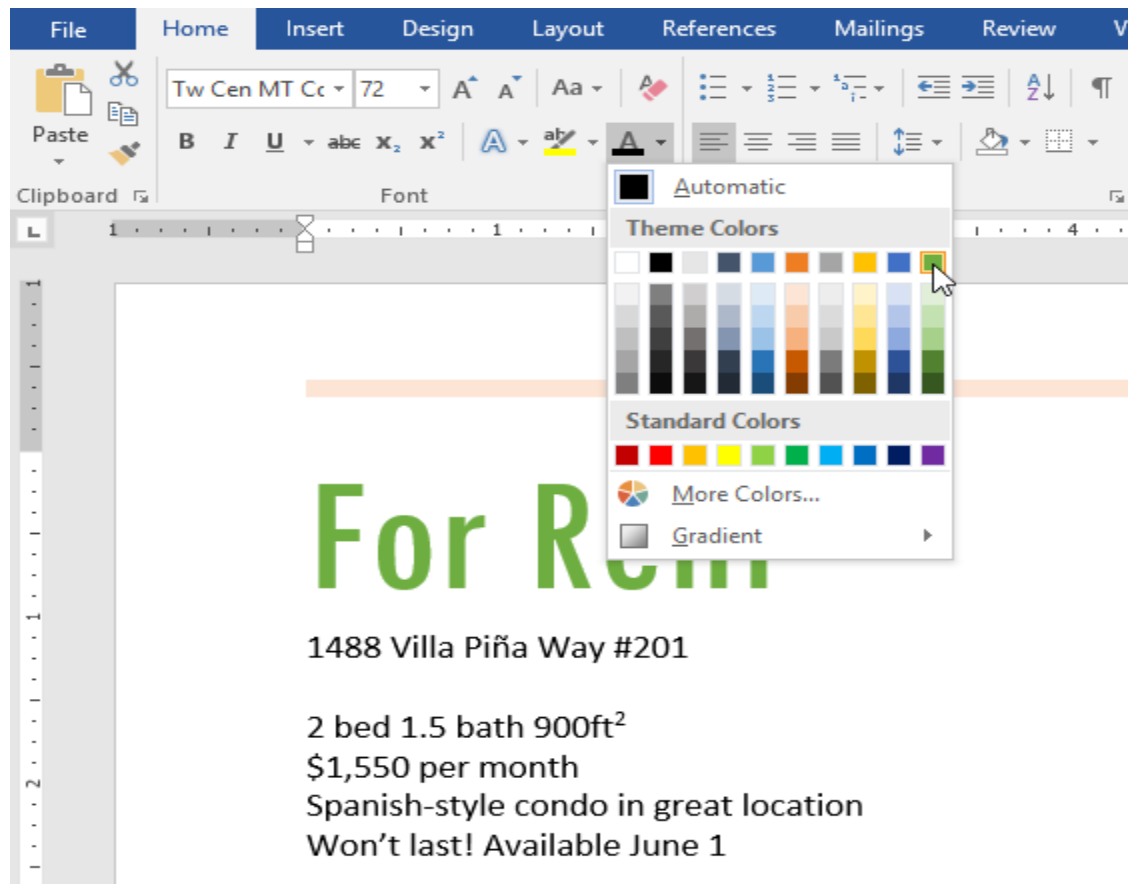 File Home Insert Design Layout References Mailings Review V
Tw Cen MT Cc 72 A A Aa
Paste B I U abc X₂ X² A ab A
Clipboard Font
Automatic
1 1 4
Theme Colors
Standard Colors
More Colors...
Gradient
For Rent
1488 Villa Piña Way #201
2 bed 1.5 bath 900ft²
$1,550 per month
Spanish-style condo in great location
Won’t last! Available June 1